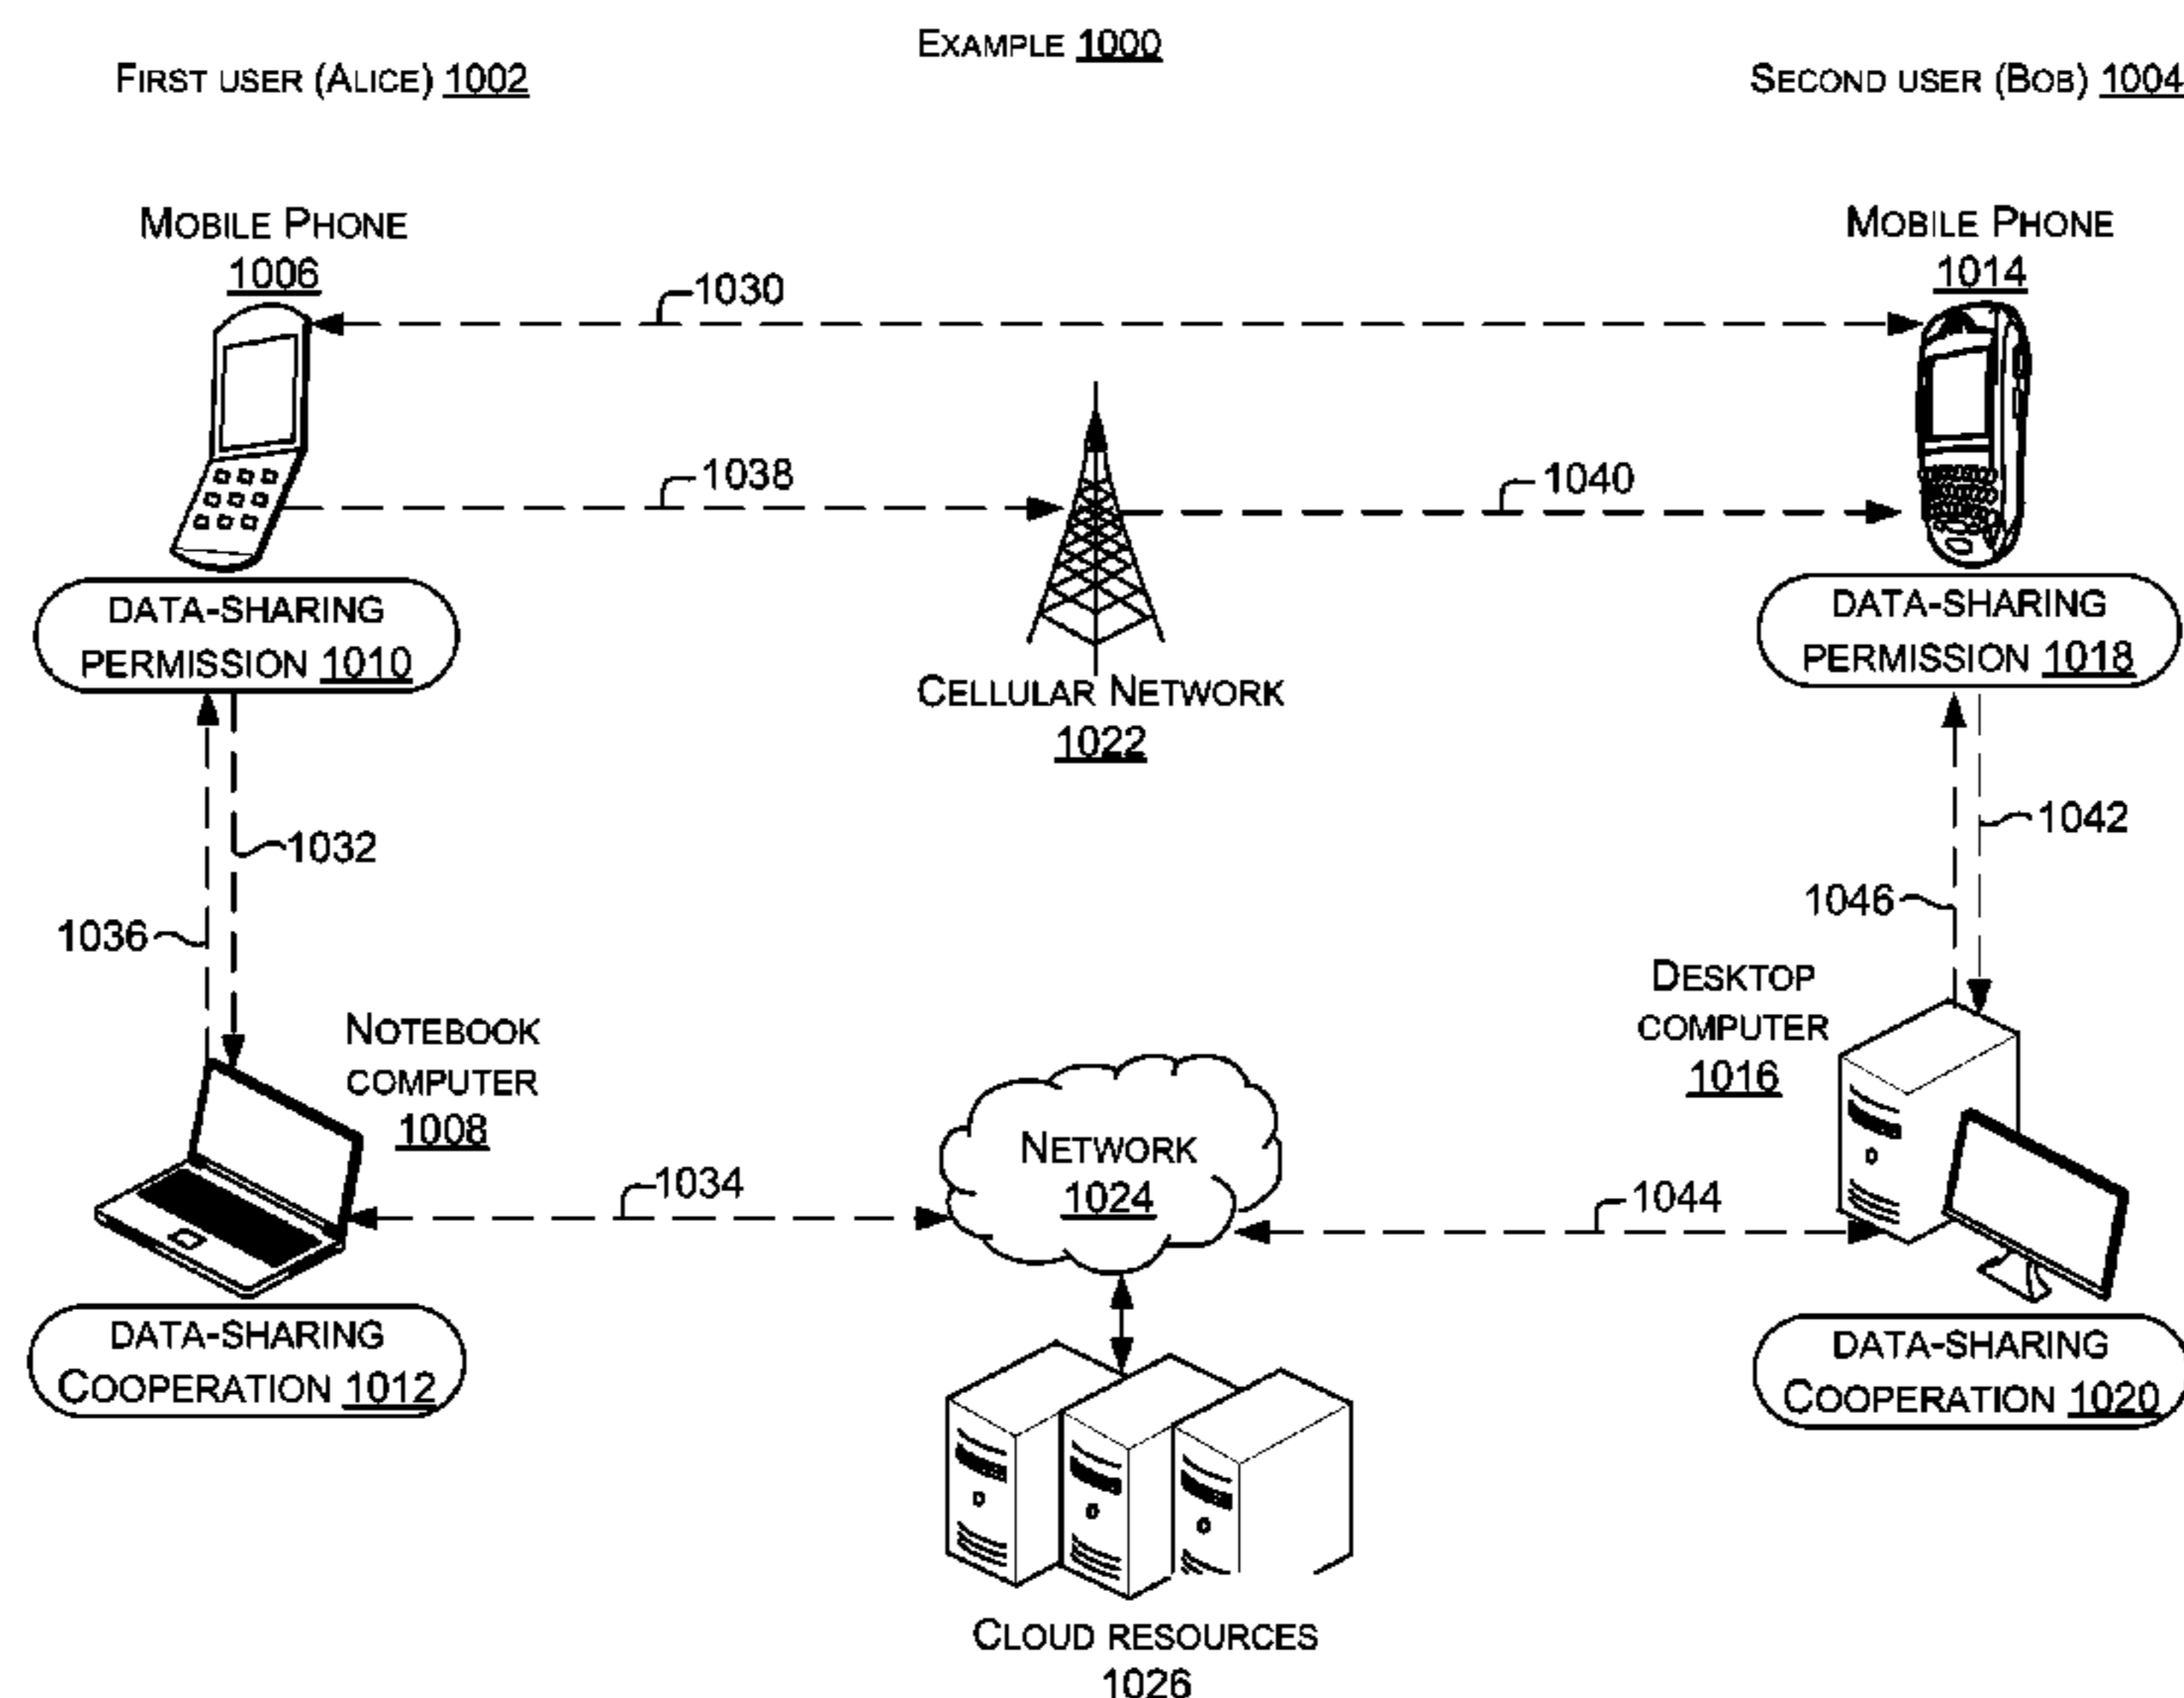 EXAMPLE 1000
FIRST USER (ALICE) 1002
SECOND USER (BOB) 1004
MOBILE PHONE
1006
MOBILE PHONE
1014
1030
1038
1040
DATA-SHARING
PERMISSION 1010
DATA-SHARING
PERMISSION 1018
CELLULAR NETWORK
1022
1032
1036
1042
1046
NOTEBOOK
COMPUTER
1008
DESKTOP
COMPUTER
1016
NETWORK
1024
1034
1044
DATA-SHARING
COOPERATION 1012
DATA-SHARING
COOPERATION 1020
CLOUD RESOURCES
1026